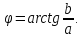 φ = arctg b/a.